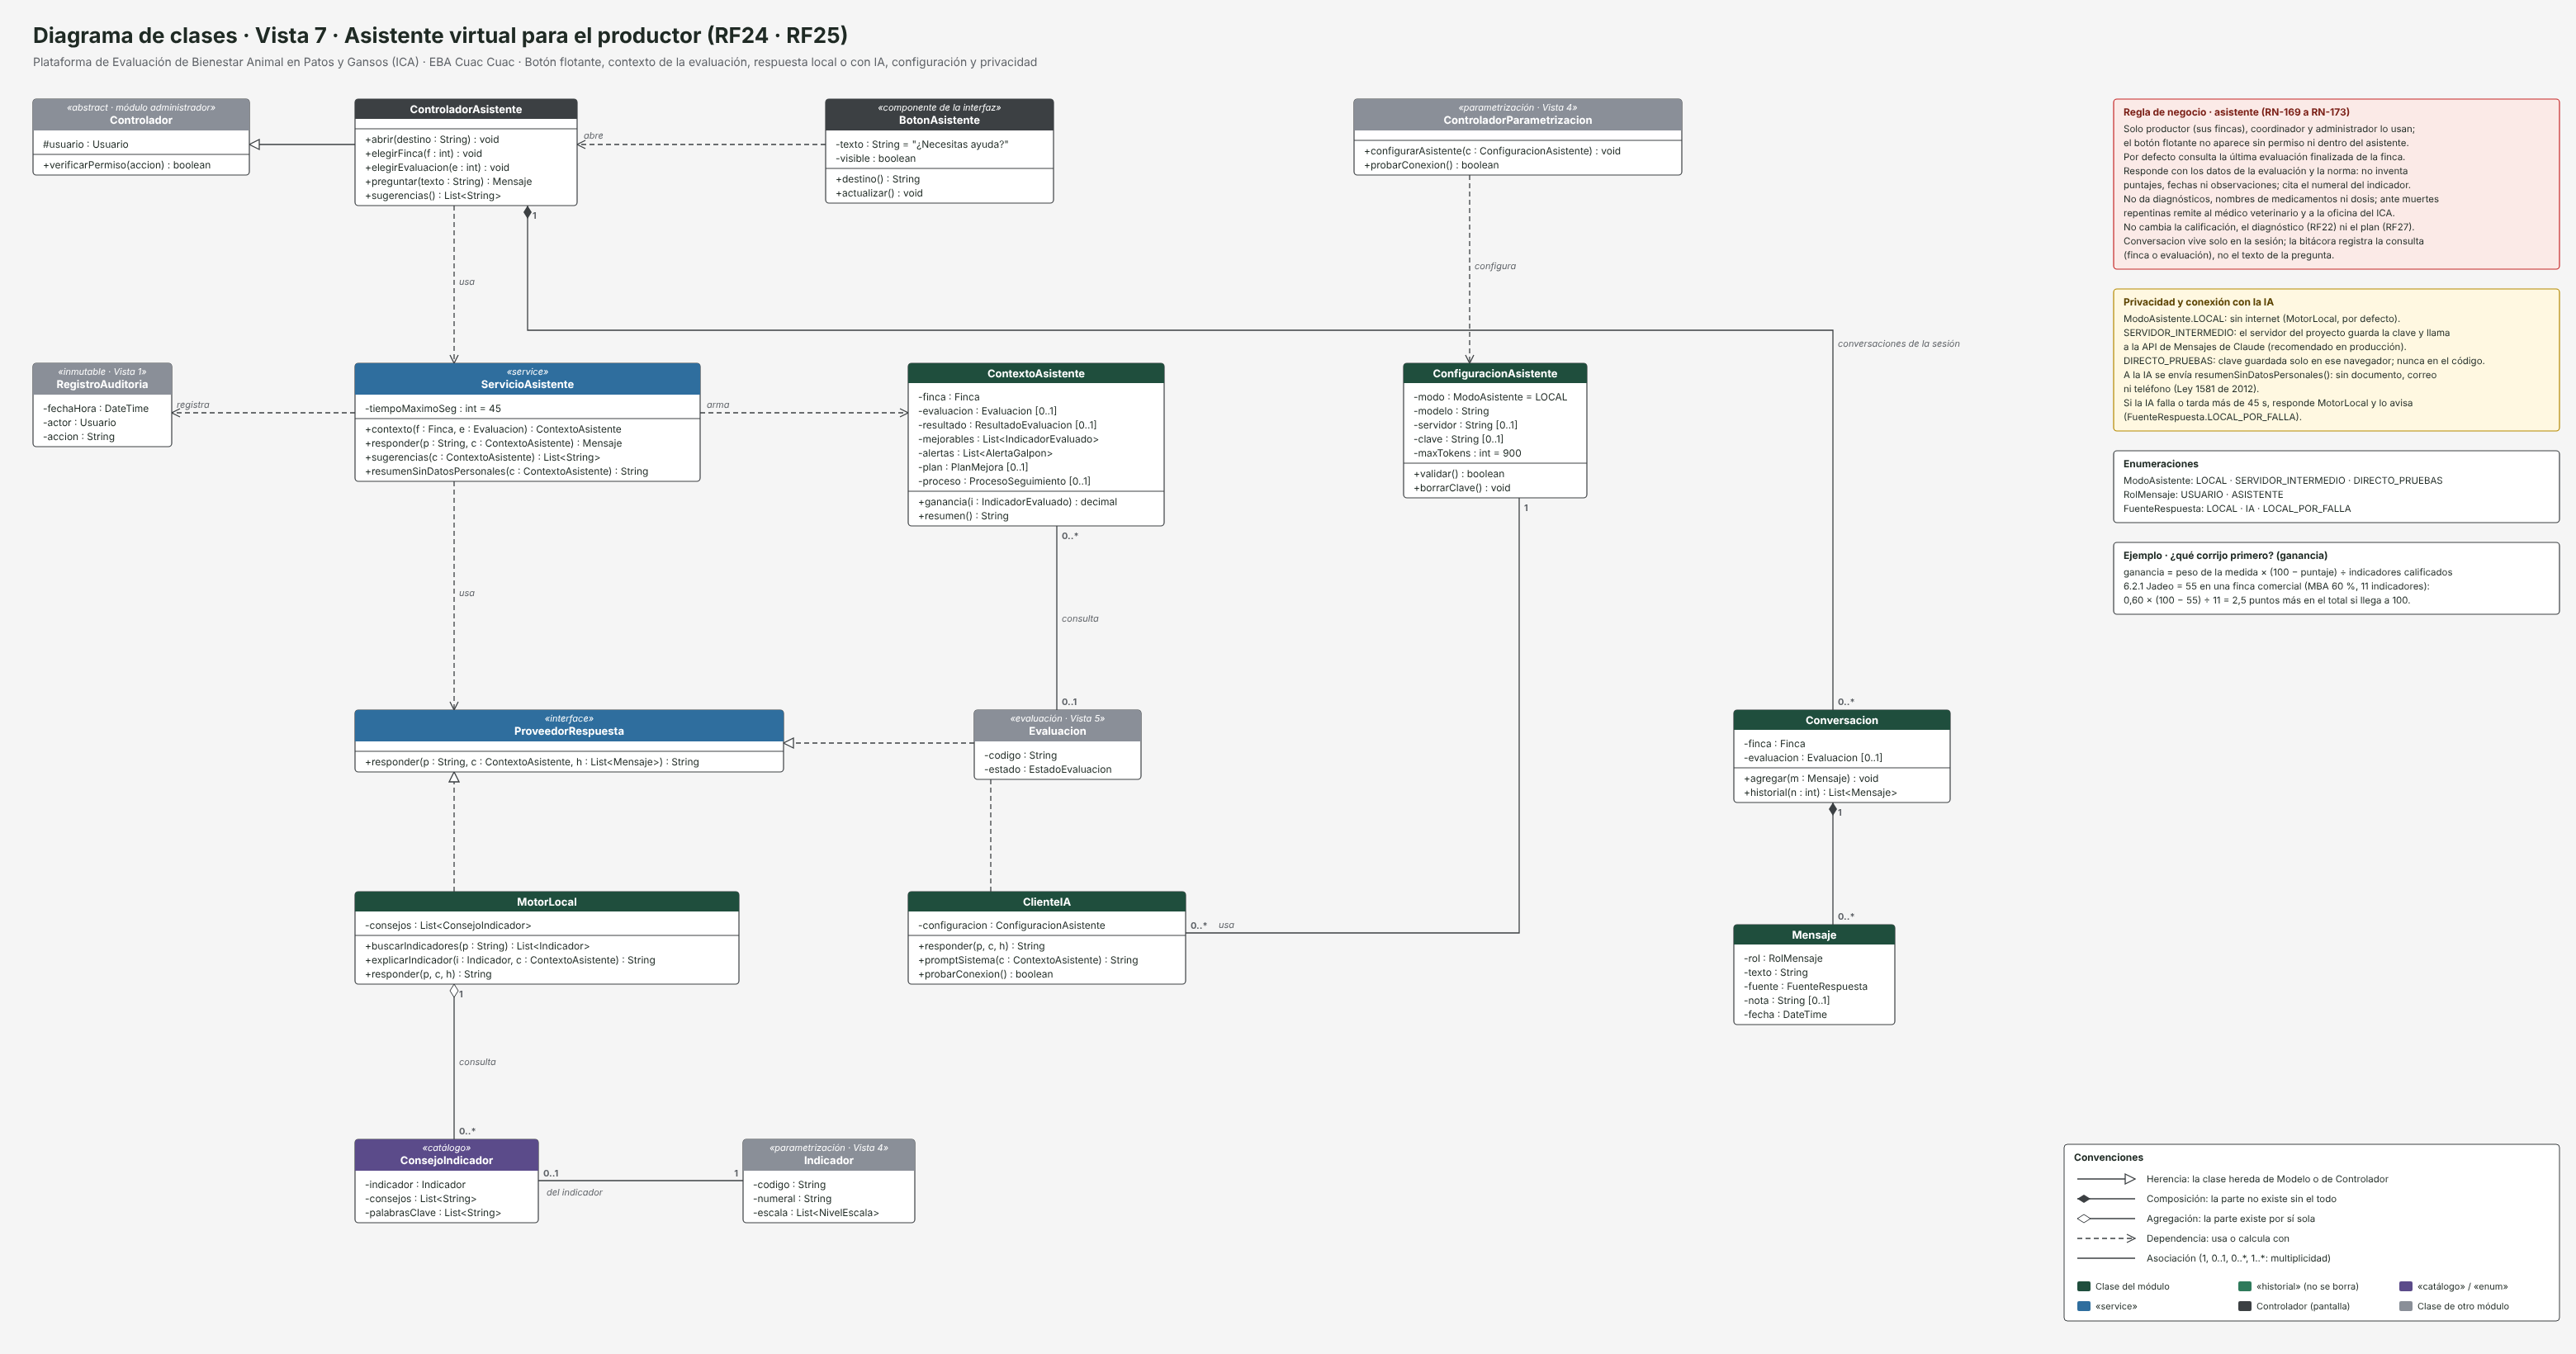 Diagrama de clases · Vista 7 · Asistente virtual para el productor (RF24 · RF25)
Plataforma de Evaluación de Bienestar Animal en Patos y Gansos (ICA) · EBA Cuac Cuac · Botón flotante, contexto de la evaluación, respuesta local o con IA, configuración y privacidad
«abstract · módulo administrador»
Controlador
#usuario : Usuario
+verificarPermiso(accion) : boolean
ControladorAsistente
+abrir(destino : String) : void
+elegirFinca(f : int) : void
+elegirEvaluacion(e : int) : void
+preguntar(texto : String) : Mensaje
+sugerencias() : List<String>
1
abre
«componente de la interfaz»
BotonAsistente
-texto : String = "¿Necesitas ayuda?"
-visible : boolean
+destino() : String
+actualizar() : void
«parametrización · Vista 4»
ControladorParametrizacion
+configurarAsistente(c : ConfiguracionAsistente) : void
+probarConexion() : boolean
Regla de negocio · asistente (RN-169 a RN-173)
Solo productor (sus fincas), coordinador y administrador lo usan;
el botón flotante no aparece sin permiso ni dentro del asistente.
Por defecto consulta la última evaluación finalizada de la finca.
Responde con los datos de la evaluación y la norma: no inventa
puntajes, fechas ni observaciones; cita el numeral del indicador.
No da diagnósticos, nombres de medicamentos ni dosis; ante muertes
repentinas remite al médico veterinario y a la oficina del ICA.
No cambia la calificación, el diagnóstico (RF22) ni el plan (RF27).
Conversacion vive solo en la sesión; la bitácora registra la consulta
(finca o evaluación), no el texto de la pregunta.
usa
configura
conversaciones de la sesión
Privacidad y conexión con la IA
ModoAsistente.LOCAL: sin internet (MotorLocal, por defecto).
SERVIDOR_INTERMEDIO: el servidor del proyecto guarda la clave y llama
a la API de Mensajes de Claude (recomendado en producción).
DIRECTO_PRUEBAS: clave guardada solo en ese navegador; nunca en el código.
A la IA se envía resumenSinDatosPersonales(): sin documento, correo
ni teléfono (Ley 1581 de 2012).
Si la IA falla o tarda más de 45 s, responde MotorLocal y lo avisa
(FuenteRespuesta.LOCAL_POR_FALLA).
«inmutable · Vista 1»
RegistroAuditoria
-fechaHora : DateTime
-actor : Usuario
-accion : String
registra
«service»
ServicioAsistente
-tiempoMaximoSeg : int = 45
+contexto(f : Finca, e : Evaluacion) : ContextoAsistente
+responder(p : String, c : ContextoAsistente) : Mensaje
+sugerencias(c : ContextoAsistente) : List<String>
+resumenSinDatosPersonales(c : ContextoAsistente) : String
arma
ContextoAsistente
-finca : Finca
-evaluacion : Evaluacion [0..1]
-resultado : ResultadoEvaluacion [0..1]
-mejorables : List<IndicadorEvaluado>
-alertas : List<AlertaGalpon>
-plan : PlanMejora [0..1]
-proceso : ProcesoSeguimiento [0..1]
+ganancia(i : IndicadorEvaluado) : decimal
+resumen() : String
0..*
ConfiguracionAsistente
-modo : ModoAsistente = LOCAL
-modelo : String
-servidor : String [0..1]
-clave : String [0..1]
-maxTokens : int = 900
+validar() : boolean
+borrarClave() : void
1
Enumeraciones
ModoAsistente: LOCAL · SERVIDOR_INTERMEDIO · DIRECTO_PRUEBAS
RolMensaje: USUARIO · ASISTENTE
FuenteRespuesta: LOCAL · IA · LOCAL_POR_FALLA
Ejemplo · ¿qué corrijo primero? (ganancia)
ganancia = peso de la medida × (100 − puntaje) ÷ indicadores calificados
6.2.1 Jadeo = 55 en una finca comercial (MBA 60 %, 11 indicadores):
0,60 × (100 − 55) ÷ 11 = 2,5 puntos más en el total si llega a 100.
usa
consulta
0..1
0..*
«interface»
ProveedorRespuesta
+responder(p : String, c : ContextoAsistente, h : List<Mensaje>) : String
«evaluación · Vista 5»
Evaluacion
-codigo : String
-estado : EstadoEvaluacion
Conversacion
-finca : Finca
-evaluacion : Evaluacion [0..1]
+agregar(m : Mensaje) : void
+historial(n : int) : List<Mensaje>
1
0..*
MotorLocal
-consejos : List<ConsejoIndicador>
+buscarIndicadores(p : String) : List<Indicador>
+explicarIndicador(i : Indicador, c : ContextoAsistente) : String
+responder(p, c, h) : String
1
ClienteIA
-configuracion : ConfiguracionAsistente
+responder(p, c, h) : String
+promptSistema(c : ContextoAsistente) : String
+probarConexion() : boolean
0..* usa
Mensaje
-rol : RolMensaje
-texto : String
-fuente : FuenteRespuesta
-nota : String [0..1]
-fecha : DateTime
consulta
0..*
«catálogo»
ConsejoIndicador
-indicador : Indicador
-consejos : List<String>
-palabrasClave : List<String>
0..1
1
del indicador
«parametrización · Vista 4»
Indicador
-codigo : String
-numeral : String
-escala : List<NivelEscala>
Convenciones
Herencia: la clase hereda de Modelo o de Controlador
Composición: la parte no existe sin el todo
Agregación: la parte existe por sí sola
Dependencia: usa o calcula con
Asociación (1, 0..1, 0..*, 1..*: multiplicidad)
Clase del módulo
«historial» (no se borra)
«catálogo» / «enum»
«service»
Controlador (pantalla)
Clase de otro módulo